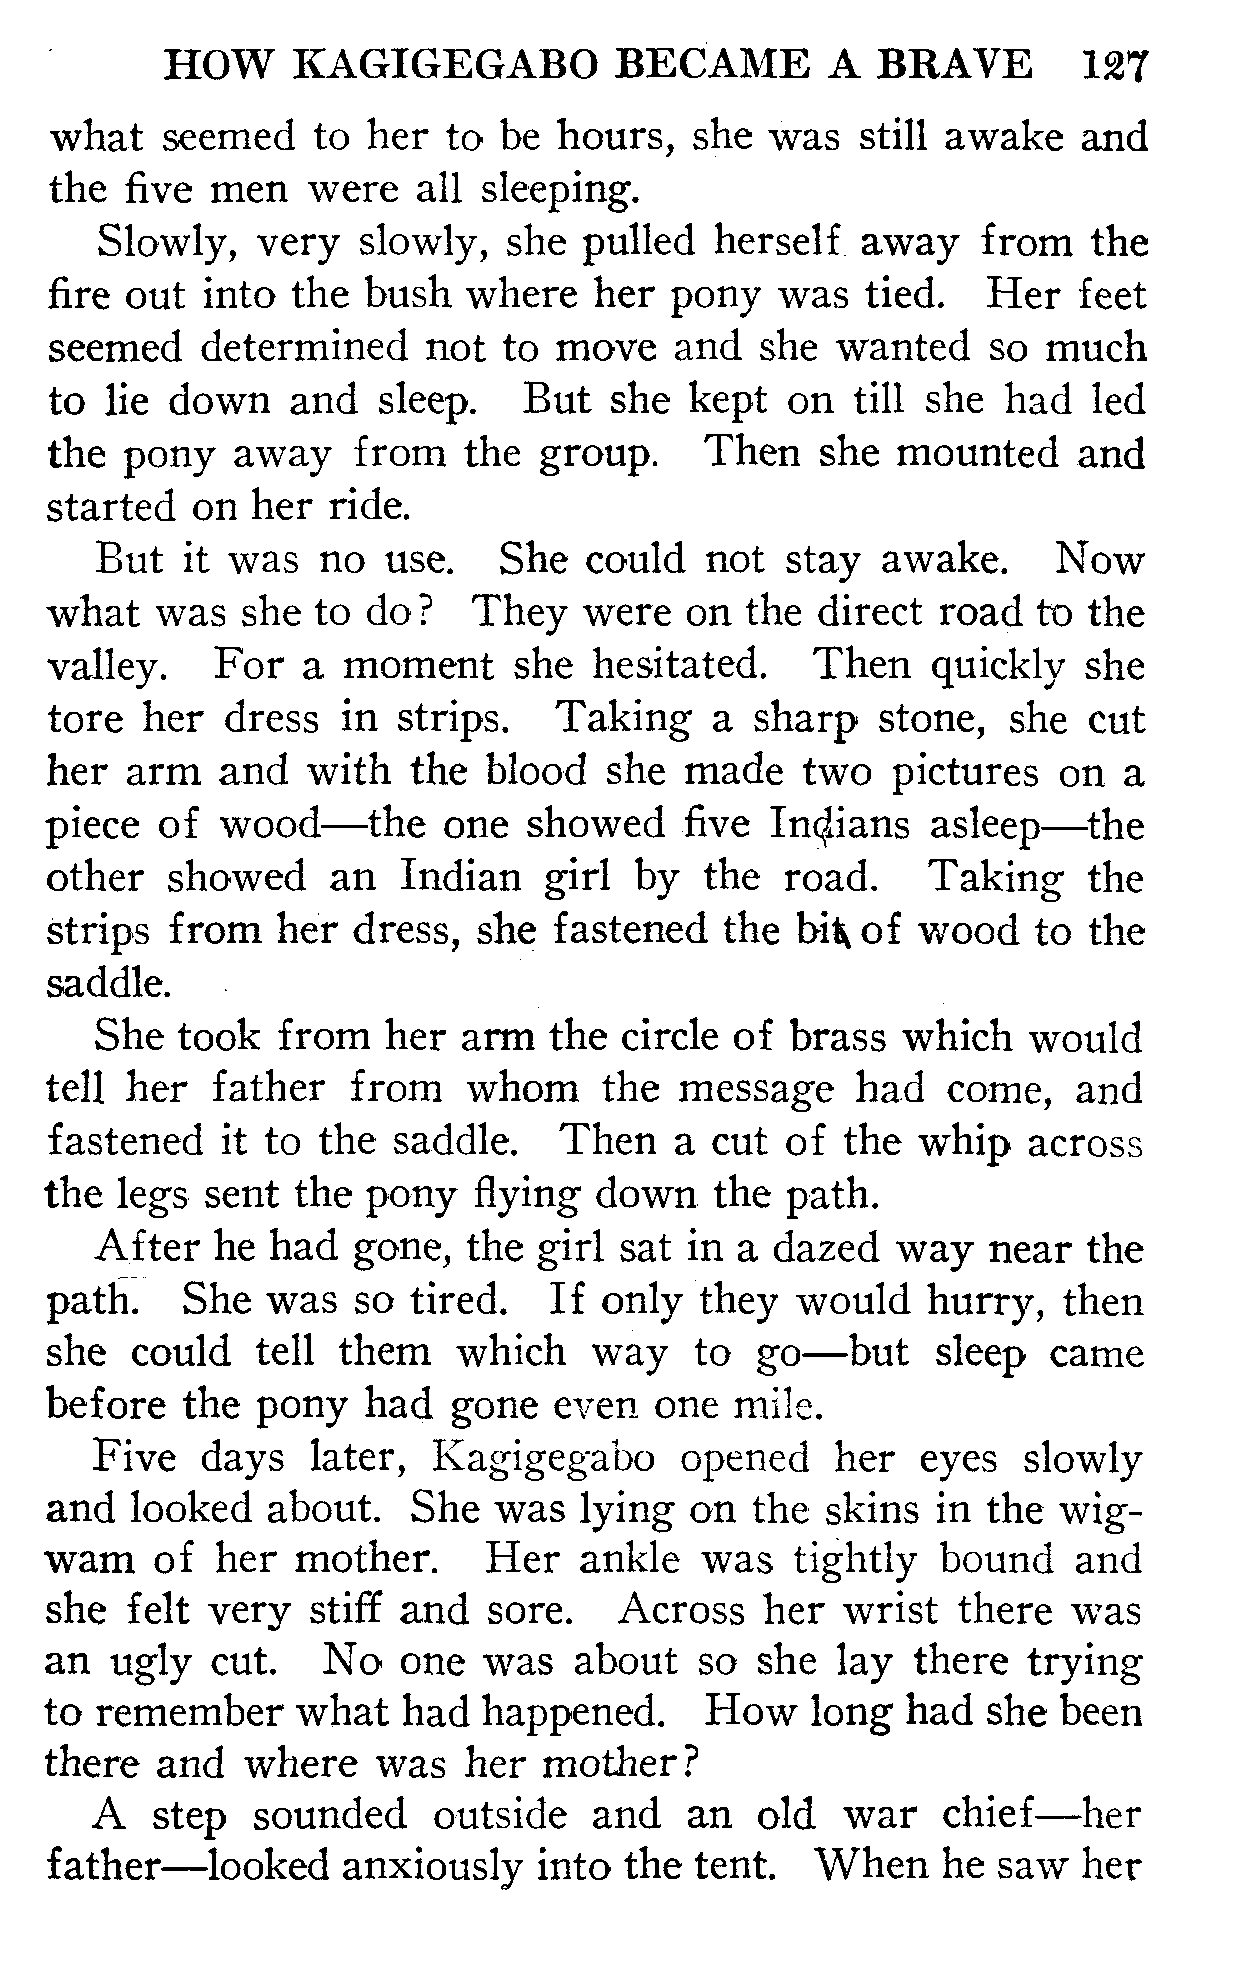 HOW KAGIGEGABO BECAME A BRAVE 127
what seemed to her to be hours, she was still awake and
the five men were all sleeping.
Slowly, very slowly, she pulled herself away from the
fire out into the bush where her pony was tied. Her feet
seemed determined not to move and she wanted so much
to lie down and sleep. But she kept on till she had led
the pony away from the group. Then she mounted and
started on her ride.
But it was no use. She could not stay awake. Now
what was she to do? They were on the direct road to the
valley. For a moment she hesitated. Then quickly she
tore her dress in strips. Taking a sharp stone, she cut
her arm and with the blood she made two pictures on a
piece of wood—the one showed five Indians asleep—the
other showed an Indian girl by the road. Taking the
strips from her dress, she fastened the bit of wood to the
saddle.
She took from her arm the circle of brass which would
tell her father from whom the message had come, and
fastened it to the saddle. Then a cut of the whip across
the legs sent the pony flying down the path.
After he had gone, the girl sat in a dazed way near the
path. She was so tired. If only they would hurry, then
she could tell them which way to go—but sleep came
before the pony had gone even one mile.
Five days later, Kagigegabo opened her eyes slowly
and looked about. She was lying on the skins in the wig-
wam of her mother. Her ankle was tightly bound and
she felt very stiff and sore. Across her wrist there was
an ugly cut. No one was about so she lay there trying
to remember what had happened. How long had she been
there and where was her mother?
A step sounded outside and an old war chief—her
father—looked anxiously into the tent. When he saw her